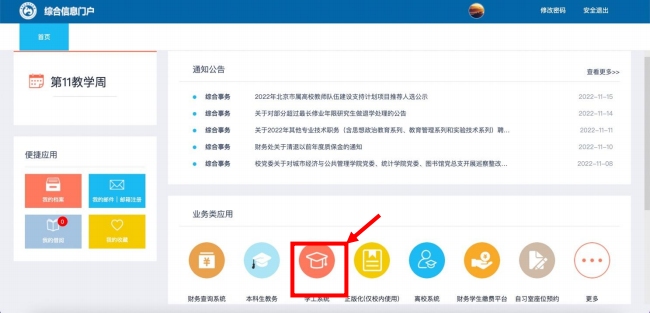 综合信息门户
修改密码
安全退出
首页
第11教学周
通知公告
查看更多>>
综合事务
2022年北京市属高校教师队伍建设支持计划项目推荐人选公示
2022-11-15
综合事务
关于对部分超过最长修业年限研究生做退学处理的公告
2022-11-14
综合事务
关于2022年其他专业技术职务（含思想政治教育系列、教育管理系列和实验技术系列）聘...
2022-11-11
综合事务
财务处关于清退以前年度质保金的通知
2022-11-10
综合事务
校党委关于对城市经济与公共管理学院党委、统计学院党委、图书馆党总支开展巡察整改...
2022-11-08
便捷应用
我的档案
我的邮件｜邮箱注册
0
我的借阅
我的收藏
业务类应用
财务查询系统
本科生教务
学工系统
正版化(仅校内使用)
离校系统
财务学生缴费平台
自习室座位预约
更多